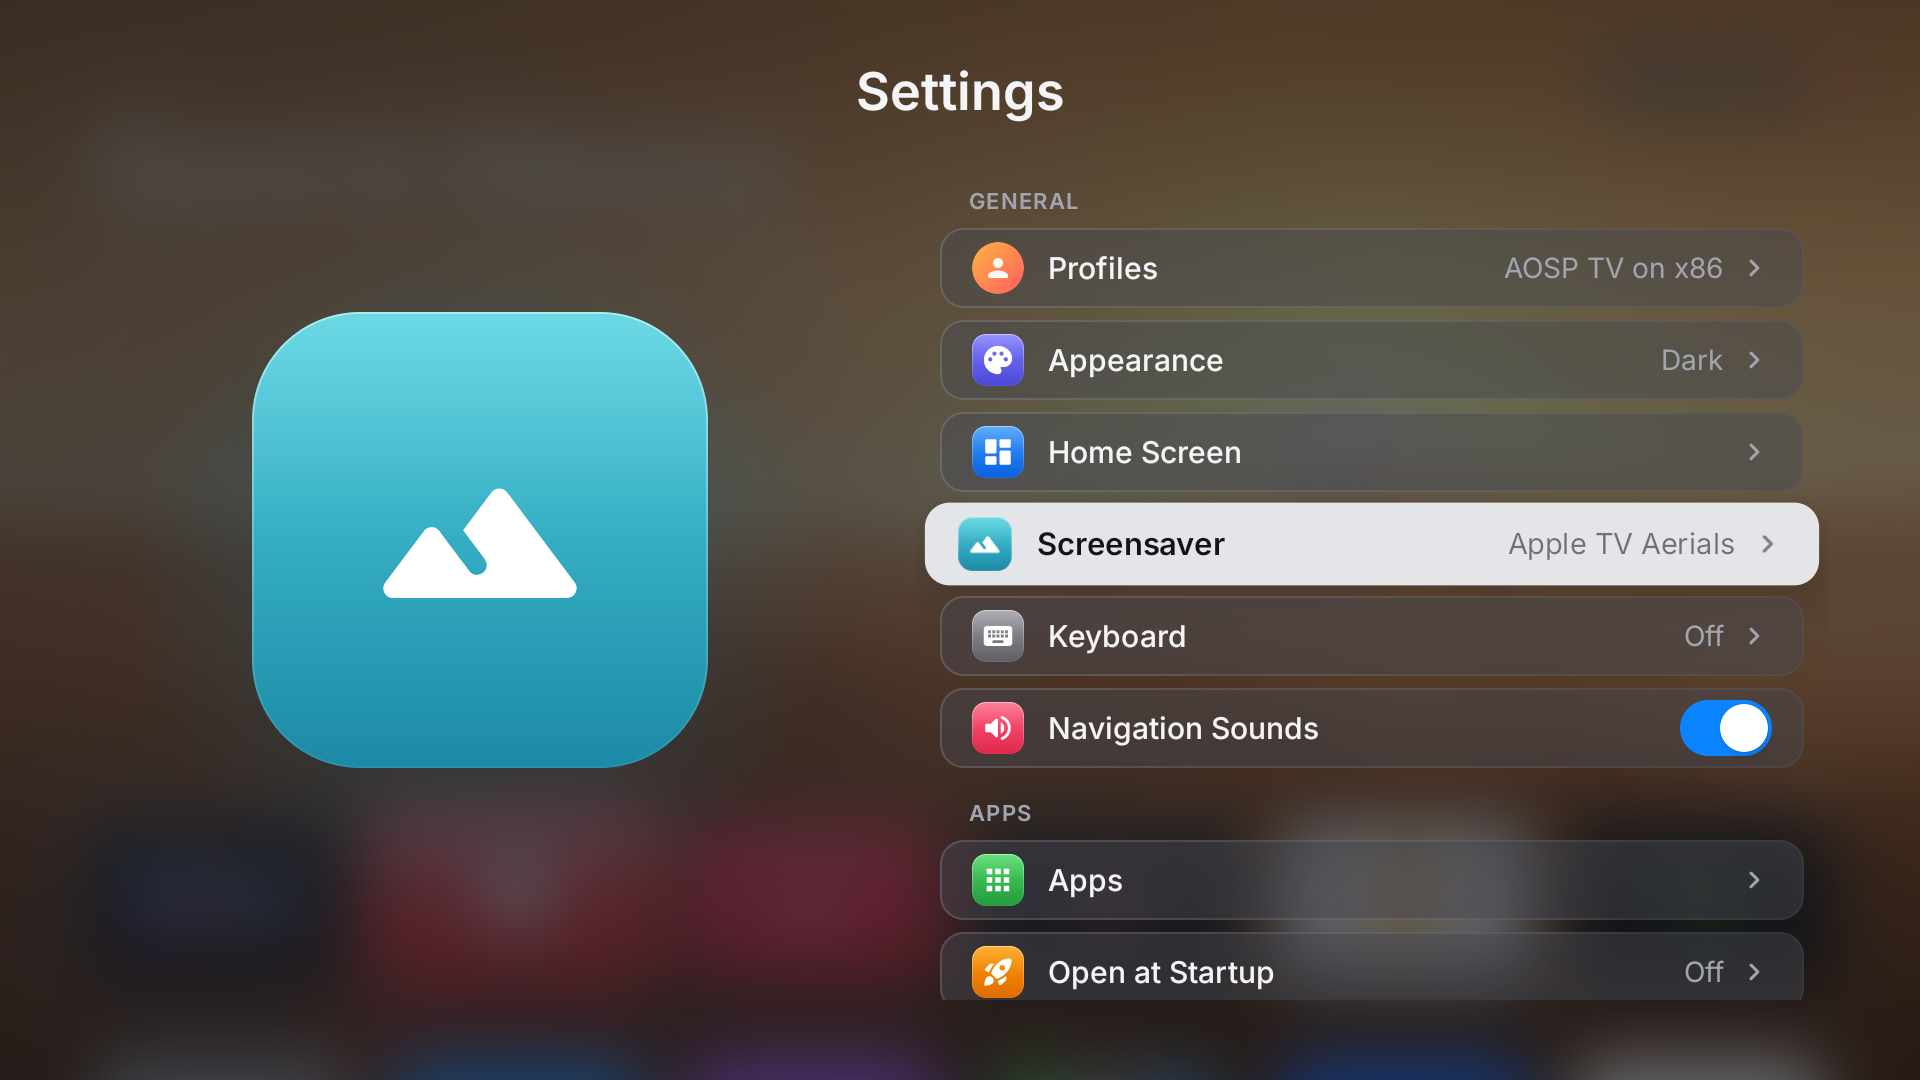 Settings
GENERAL
Profiles AOSP TV on x86
Appearance Dark
Home Screen
Screensaver Apple TV Aerials
Keyboard Off
Navigation Sounds
APPS
Apps
Open at Startup Off